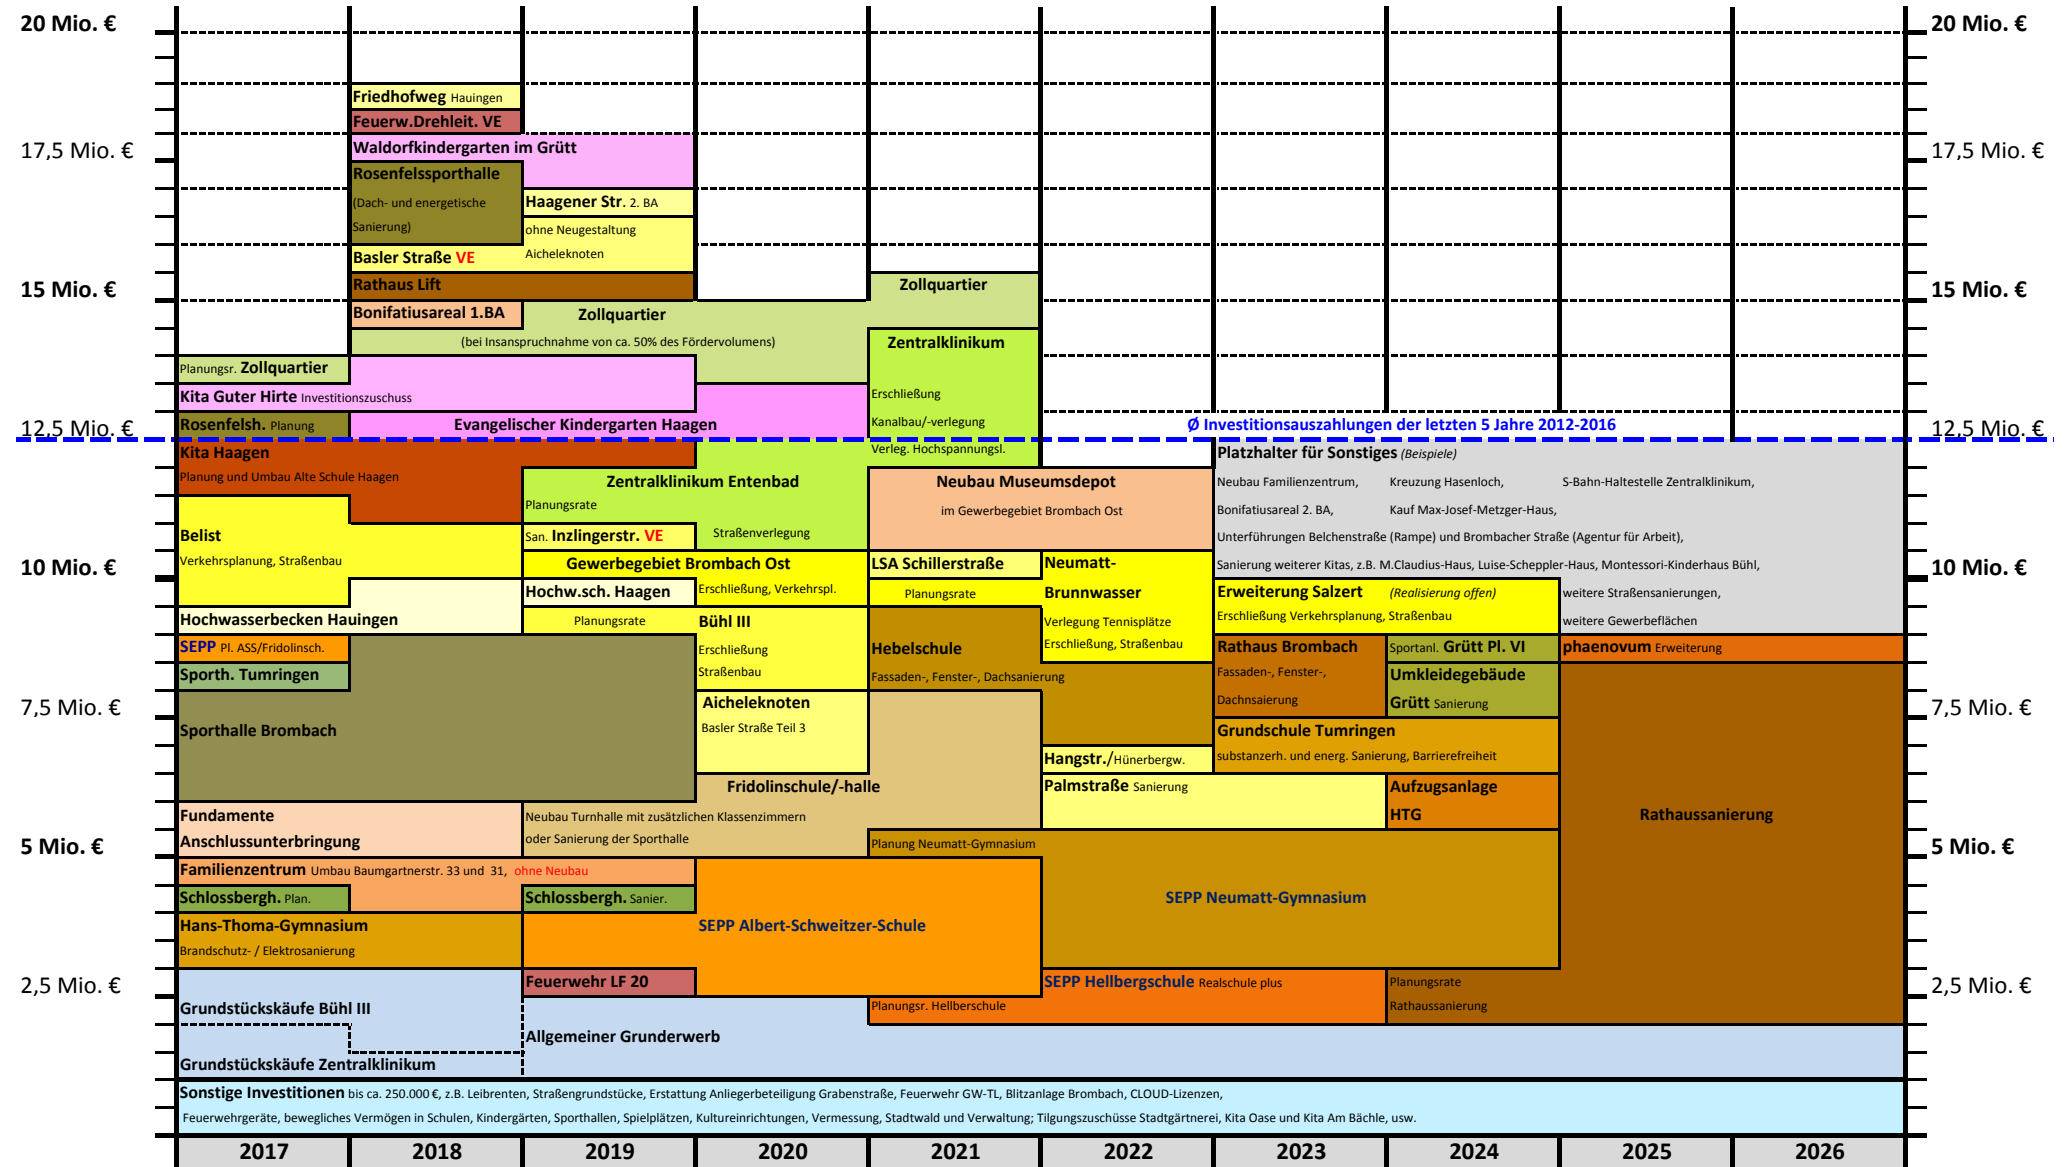 20 Mio. €
20 Mio. €
Friedhofweg Hauingen
Feuerw.Drehleit. VE
17,5 Mio. €
Waldorfkindergarten im Grütt
17,5 Mio. €
Rosenfelssporthalle
(Dach- und energetische
Sanierung)
Haagener Str. 2. BA
ohne Neugestaltung
Aicheleknoten
Basler Straße VE
15 Mio. €
Rathaus Lift
Zollquartier
15 Mio. €
Bonifatiusareal 1.BA
Zollquartier
(bei Insanspruchnahme von ca. 50% des Fördervolumens)
Zentralklinikum
Erschließung
Kanalbau/-verlegung
Verleg. Hochspannungsl.
Planungsr. Zollquartier
Kita Guter Hirte Investitionszuschuss
12,5 Mio. €
Rosenfelsh. Planung
Evangelischer Kindergarten Haagen
Ø Investitionsauszahlungen der letzten 5 Jahre 2012-2016
12,5 Mio. €
Kita Haagen
Planung und Umbau Alte Schule Haagen
Platzhalter für Sonstiges (Beispiele)
Neubau Familienzentrum, Kreuzung Hasenloch, S-Bahn-Haltestelle Zentralklinikum,
Bonifatiusareal 2. BA, Kauf Max-Josef-Metzger-Haus,
Unterführungen Belchenstraße (Rampe) und Brombacher Straße (Agentur für Arbeit),
Sanierung weiterer Kitas, z.B. M.Claudius-Haus, Luise-Scheppler-Haus, Montessori-Kinderhaus Bühl,
weitere Straßensanierungen,
weitere Gewerbeflächen
Zentralklinikum Entenbad
Planungsrate
Straßenverlegung
Neubau Museumsdepot
im Gewerbegebiet Brombach Ost
Belist
Verkehrsplanung, Straßenbau
San. Inzlingerstr. VE
10 Mio. €
Gewerbegebiet Brombach Ost
Erschließung, Verkehrspl.
LSA Schillerstraße
Planungsrate
Neumatt-
Brunnwasser
Verlegung Tennisplätze
Erschließung, Straßenbau
10 Mio. €
Hochw.sch. Haagen
Planungsrate
Erweiterung Salzert (Realisierung offen)
Erschließung Verkehrsplanung, Straßenbau
Hochwasserbecken Hauingen
Bühl III
Erschließung
Straßenbau
SEPP Pl. ASS/Fridolinsch.
Hebelschule
Fassaden-, Fenster-, Dachsanierung
Rathaus Brombach
Fassaden-, Fenster-,
Dachnsaierung
Sportanl. Grütt Pl. VI
phaenovum Erweiterung
Sporth. Tumringen
Umkleidegebäude
Grütt Sanierung
7,5 Mio. €
Sporthalle Brombach
Aicheleknoten
Basler Straße Teil 3
7,5 Mio. €
Grundschule Tumringen
substanzerh. und energ. Sanierung, Barrierefreiheit
Hangstr./Hünerbergw.
Fridolinschule/-halle
Neubau Turnhalle mit zusätzlichen Klassenzimmern
oder Sanierung der Sporthalle
Palmstraße Sanierung
Aufzugsanlage
HTG
Rathaussanierung
Fundamente
Anschlussunterbringung
5 Mio. €
Planung Neumatt-Gymnasium
5 Mio. €
Familienzentrum Umbau Baumgartnerstr. 33 und 31, ohne Neubau
Schlossbergh. Plan.
Schlossbergh. Sanier.
SEPP Neumatt-Gymnasium
Hans-Thoma-Gymnasium
Brandschutz- / Elektrosanierung
SEPP Albert-Schweitzer-Schule
2,5 Mio. €
Feuerwehr LF 20
SEPP Hellbergschule Realschule plus
Planungsrate
Rathaussanierung
2,5 Mio. €
Grundstückskäufe Bühl III
Planungsr. Hellberschule
Allgemeiner Grunderwerb
Grundstückskäufe Zentralklinikum
Sonstige Investitionen bis ca. 250.000 €, z.B. Leibrenten, Straßengrundstücke, Erstattung Anliegerbeteiligung Grabenstraße, Feuerwehr GW-TL, Blitzanlage Brombach, CLOUD-Lizenzen,
Feuerwehrgeräte, bewegliches Vermögen in Schulen, Kindergärten, Sporthallen, Spielplätzen, Kultureinrichtungen, Vermessung, Stadtwald und Verwaltung; Tilgungszuschüsse Stadtgärtnerei, Kita Oase und Kita Am Bächle, usw.
2017 2018 2019 2020 2021 2022 2023 2024 2025 2026